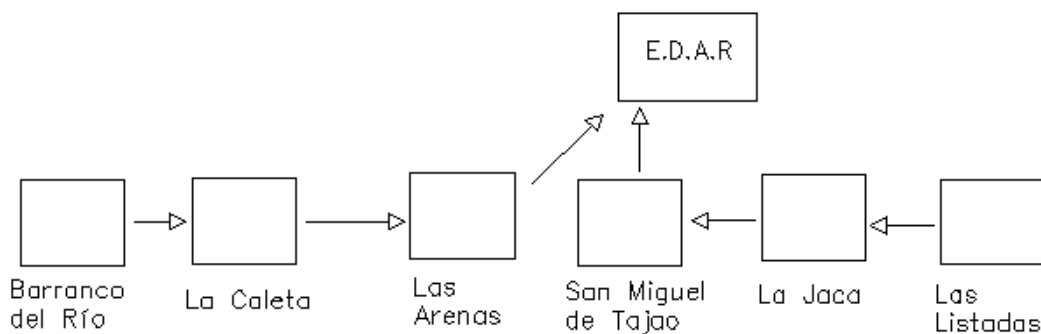 E.D.A.R
Barranco
del Río
La Caleta
Las
Arenas
San Miguel
de Tajao
La Jaca
Las
Listadas